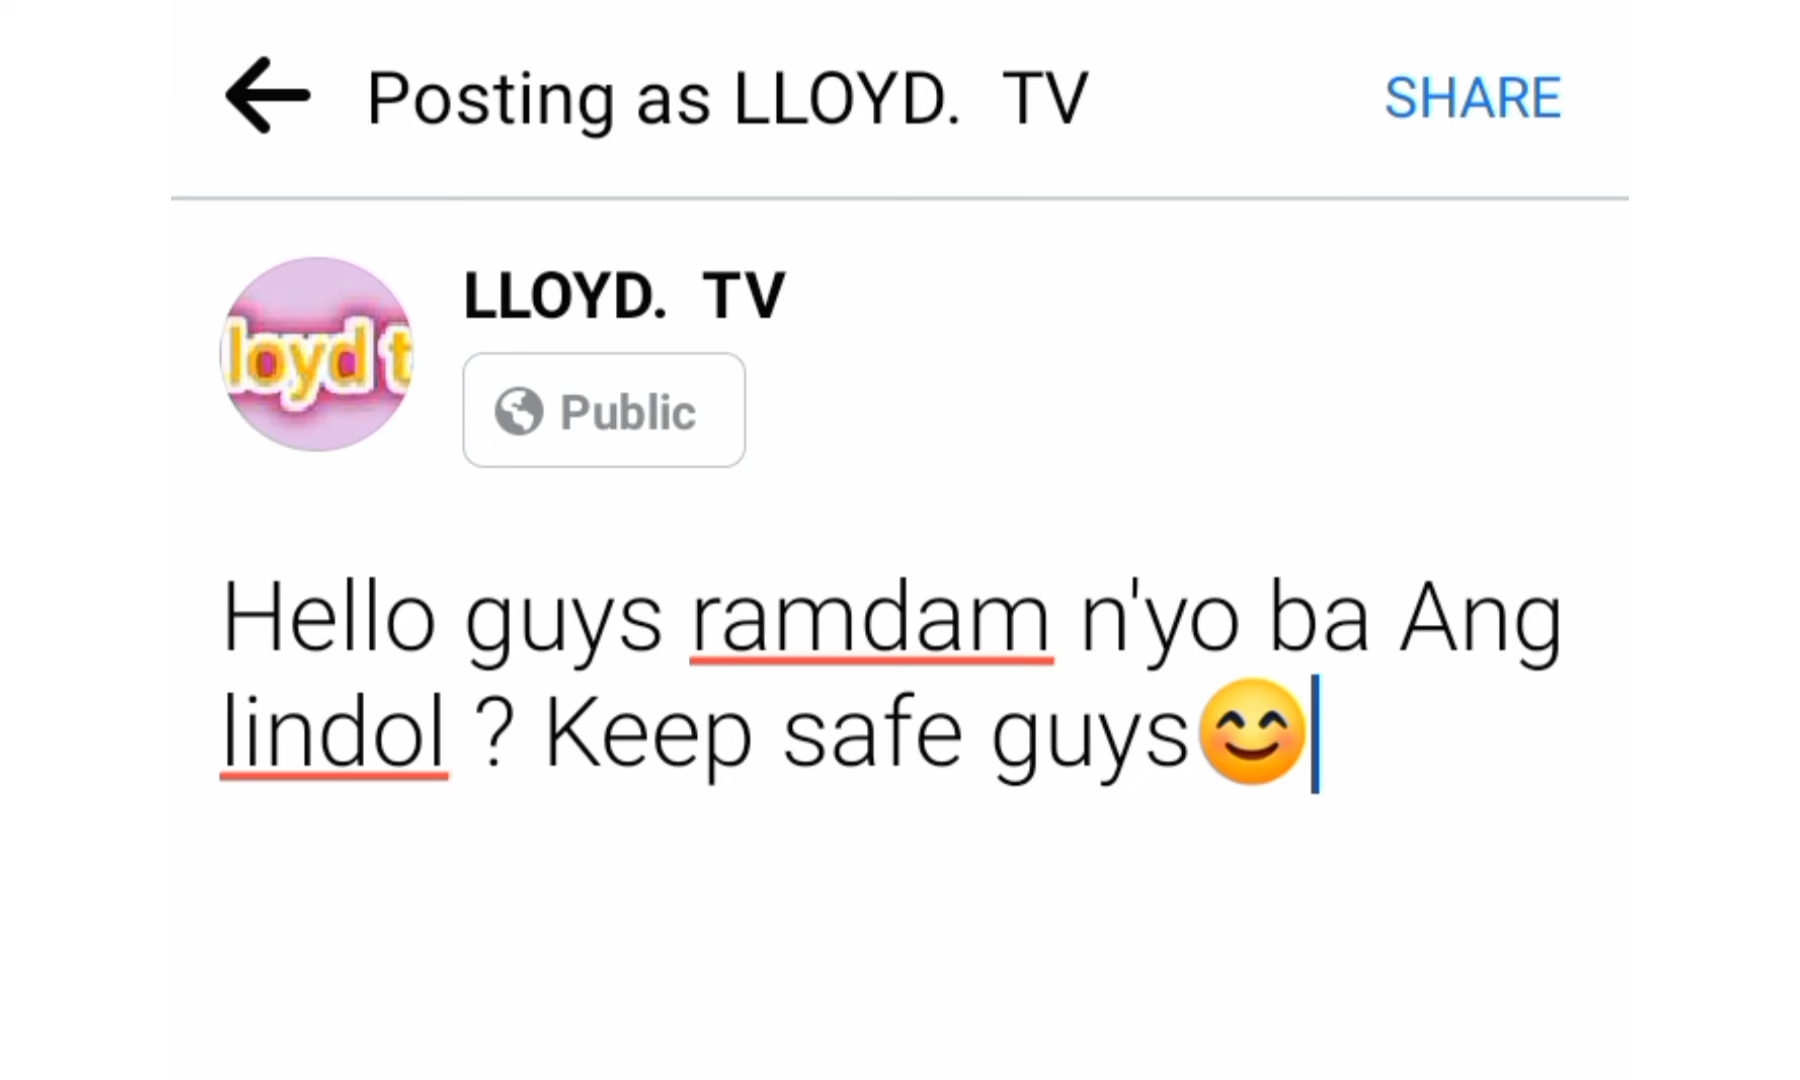 Posting as LLOYD. TV
SHARE
loyd t
LLOYD. TV
Public
Hello guys ramdam n'yo ba Ang
lindol ? Keep safe guys😊